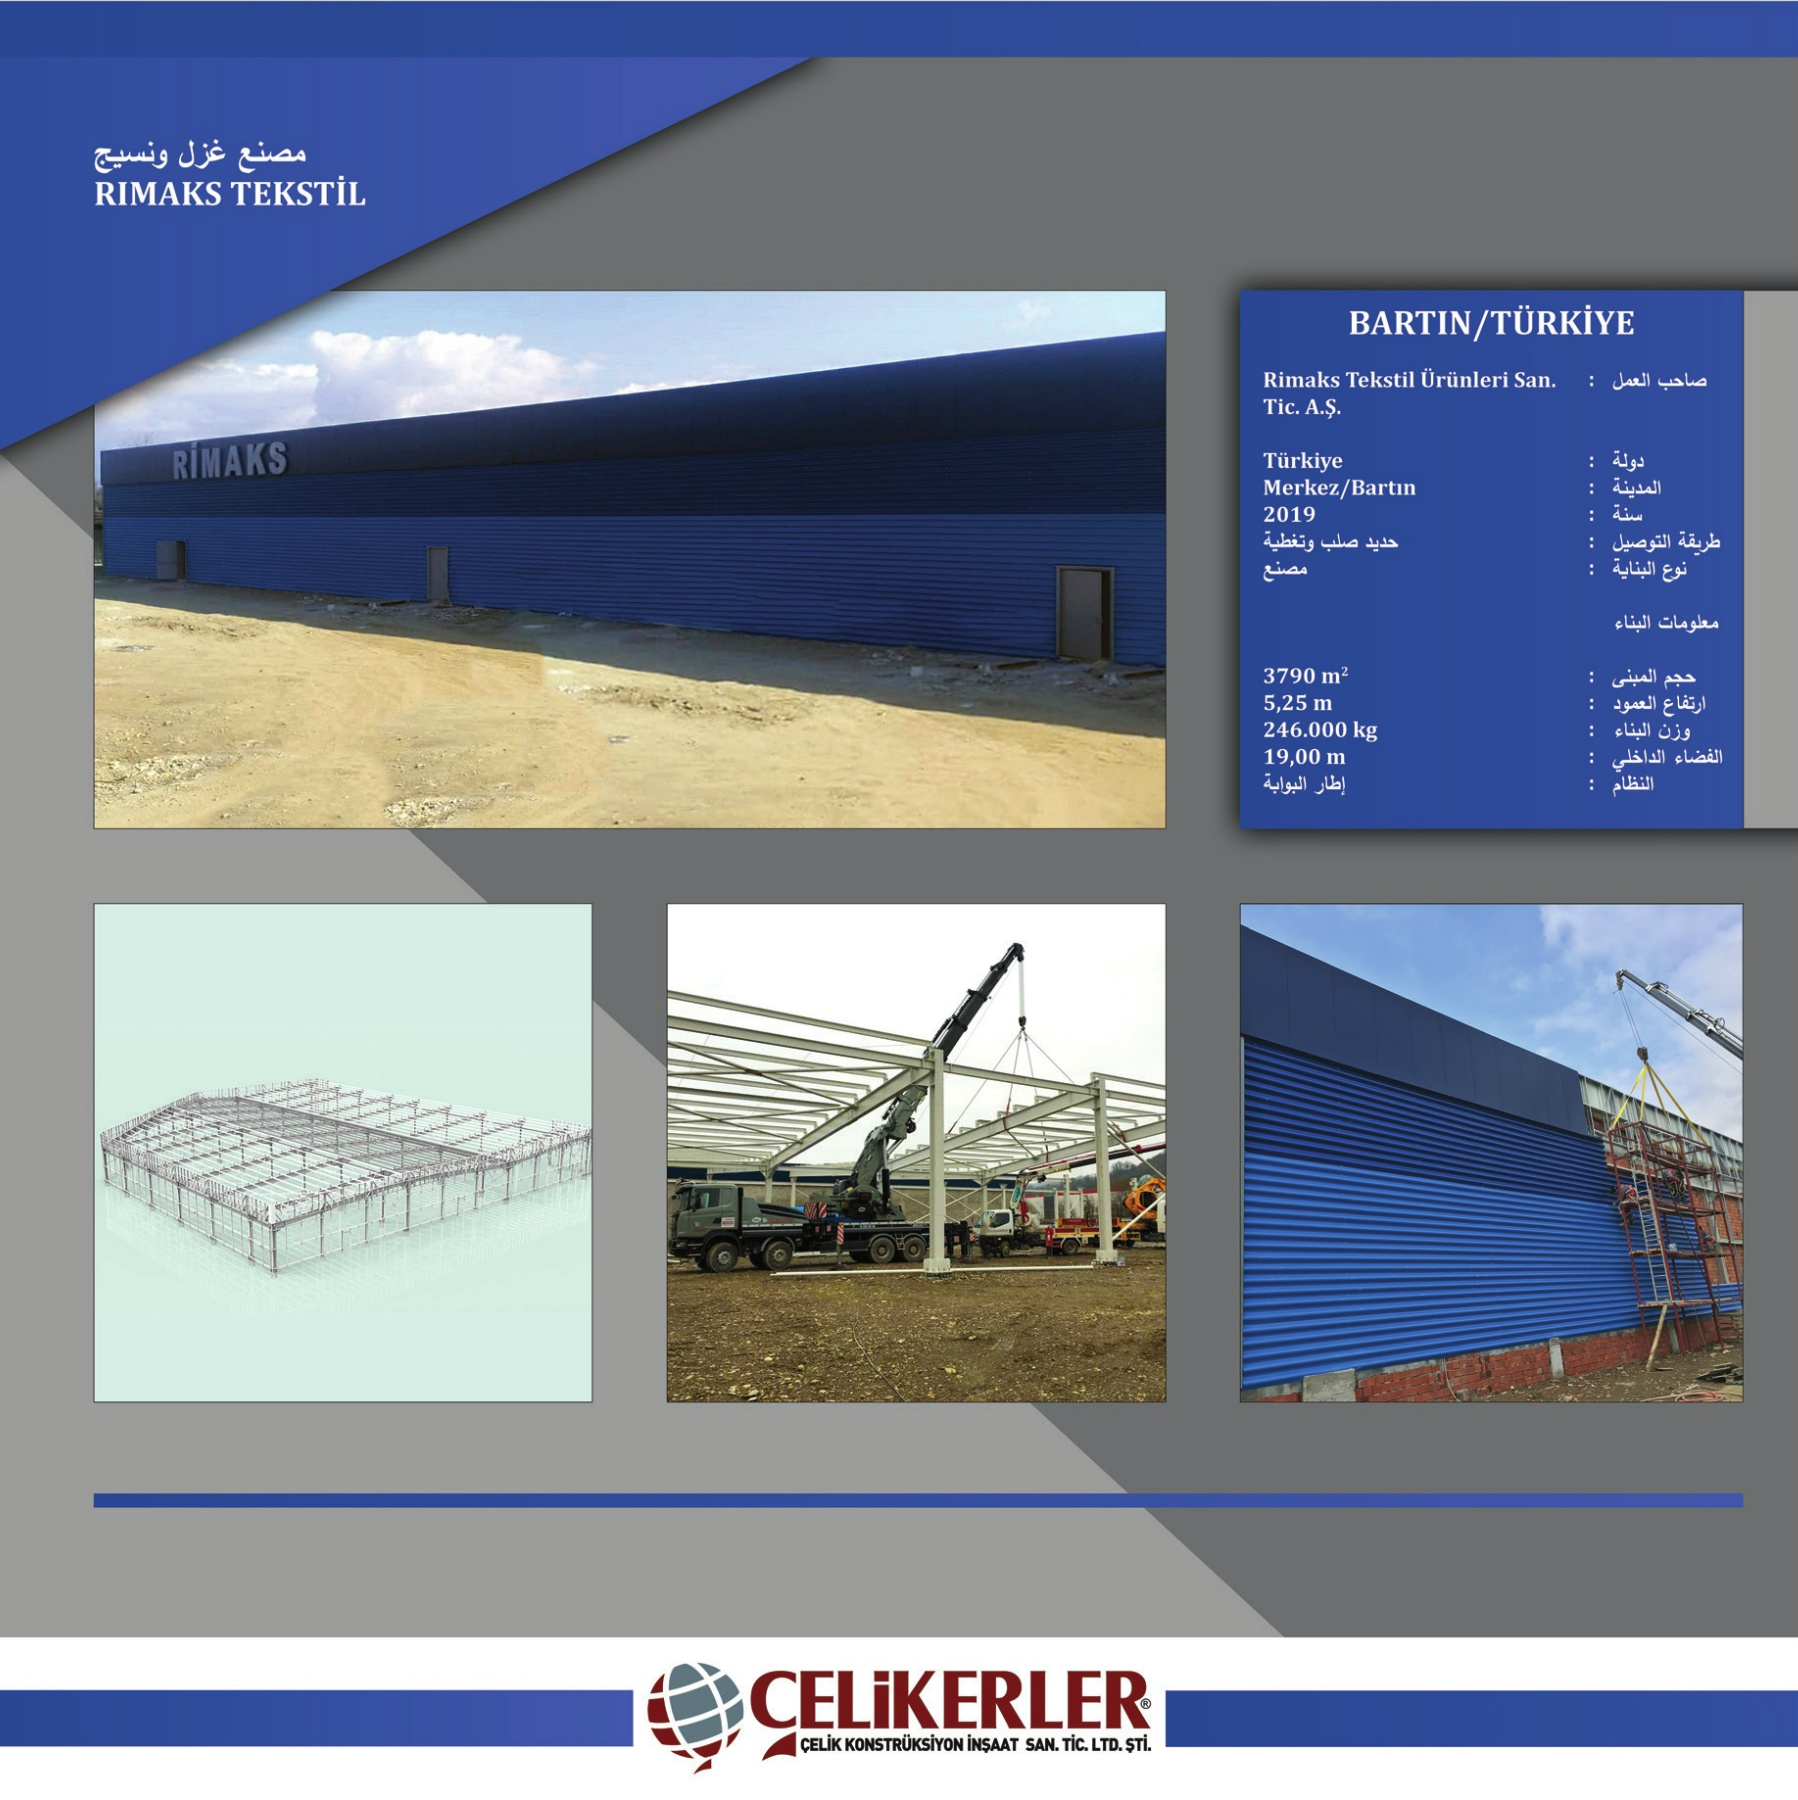 مصنع غزل ونسيج
RIMAKS TEKSTİL
RİMAKS
BARTIN/TÜRKİYE
Rimaks Tekstil Ürünleri San. : صاحب العمل
Tic. A.Ş.
Türkiye : دولة
Merkez/Bartın : المدينة
2019 : سنة
حديد صلب وتغطية : طريقة التوصيل
مصنع : نوع البناية
معلومات البناء
3790 m² : حجم المبنى
5,25 m : ارتفاع العمود
246.000 kg : وزن البناء
19,00 m : الفضاء الداخلي
إطار البوابة : النظام
ÇELİKERLER®
ÇELİK KONSTRÜKSİYON İNŞAAT SAN. TİC. LTD. ŞTİ.